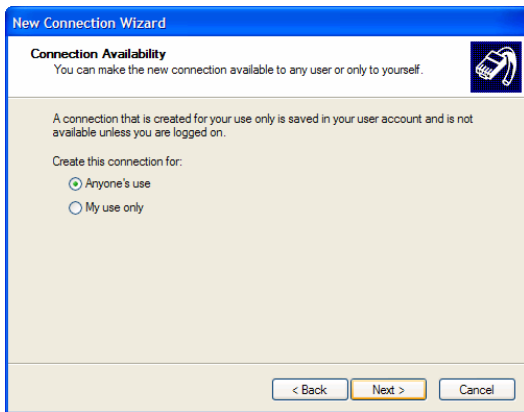 New Connection Wizard
Connection Availability
You can make the new connection available to any user or only to yourself.
A connection that is created for your use only is saved in your user account and is not
available unless you are logged on.
Create this connection for:
Anyone's use
My use only
< Back
Next >
Cancel